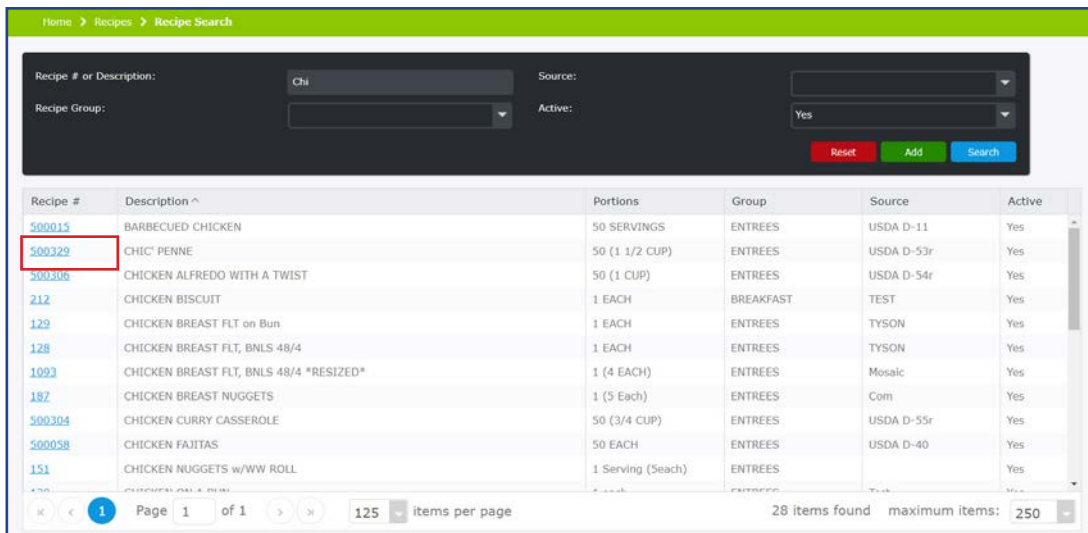 Home > Recipes > Recipe Search
Recipe # or Description: Chi Source:
Recipe Group: Active: Yes
Reset Add Search
Recipe # Description Portions Group Source Active
500015 BARBECUED CHICKEN 50 SERVINGS ENTREES USDA D-11 Yes
500329 CHIC' PENNE 50 (1 1/2 CUP) ENTREES USDA D-53r Yes
500306 CHICKEN ALFREDO WITH A TWIST 50 (1 CUP) ENTREES USDA D-54r Yes
212 CHICKEN BISCUIT 1 EACH BREAKFAST TEST Yes
129 CHICKEN BREAST FLT on Bun 1 EACH ENTREES TYSON Yes
128 CHICKEN BREAST FLT, BNLS 48/4 1 EACH ENTREES TYSON Yes
1093 CHICKEN BREAST FLT, BNLS 48/4 *RESIZED* 1 (4 EACH) ENTREES Mosaic Yes
187 CHICKEN BREAST NUGGETS 1 (5 Each) ENTREES Com Yes
500304 CHICKEN CURRY CASSEROLE 50 (3/4 CUP) ENTREES USDA D-55r Yes
500058 CHICKEN FAJITAS 50 EACH ENTREES USDA D-40 Yes
151 CHICKEN NUGGETS w/WW ROLL 1 Serving (5each) ENTREES Yes
CHICKEN ON A BUN ENTREES Yes
1 Page 1 of 1 125 items per page 28 items found maximum items: 250